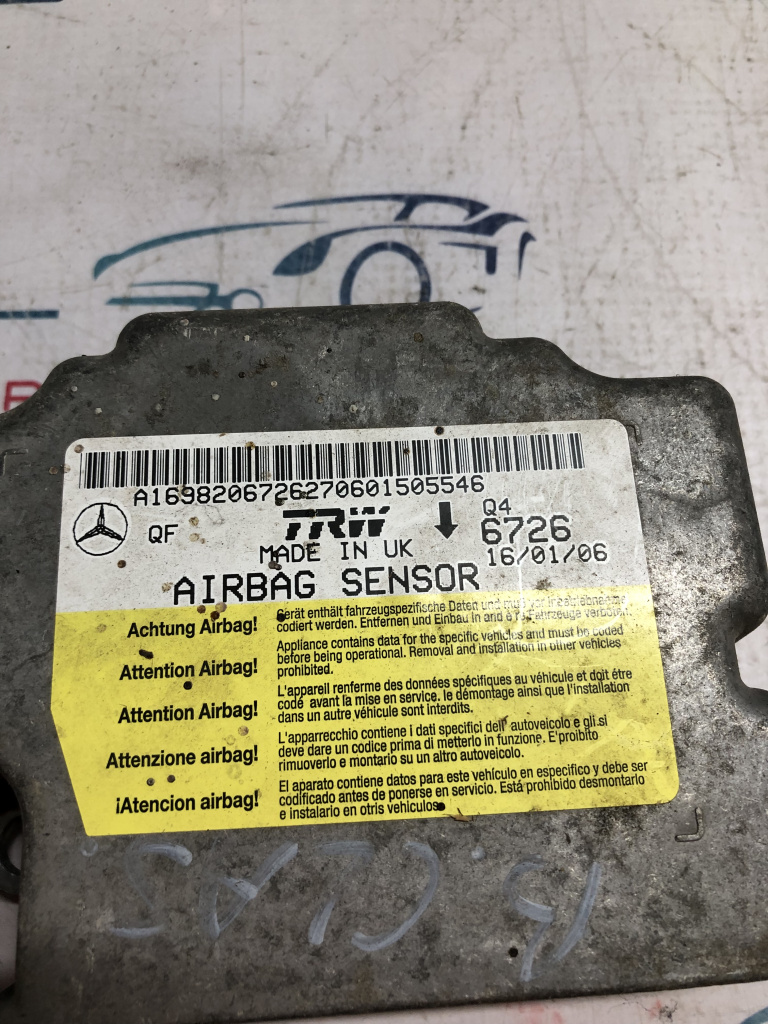 A1698206726270601505546
QF
TRW
Q4
6726
MADE IN UK
16/01/06
AIRBAG SENSOR
Achtung Airbag!
Gerät enthält fahrzeugspezifische Daten und muß vor Inbetriebnahme
codiert werden. Entfernen und Einbau in andere Fahrzeuge verboten.
Attention Airbag!
Appliance contains data for the specific vehicles and must be coded
before being operational. Removal and installation in other vehicles
prohibited.
Attention Airbag!
L'appareil renferme des données spécifiques au véhicule et doit être
codé avant la mise en service. le démontage ainsi que l'installation
dans un autre véhicule sont interdits.
Attenzione airbag!
L'apparrecchio contiene i dati specifici dell' autoveicolo e gli.si
deve dare un codice prima di metterlo in funzione. E'proibito
rimuoverlo e montario su un altro autoveicolo.
¡Atencion airbag!
El aparato contiene datos para este vehículo en especifico y debe ser
codificado antes de ponerse en servicio. Está prohibido desmontarlo
e instalario en otris vehiculos.